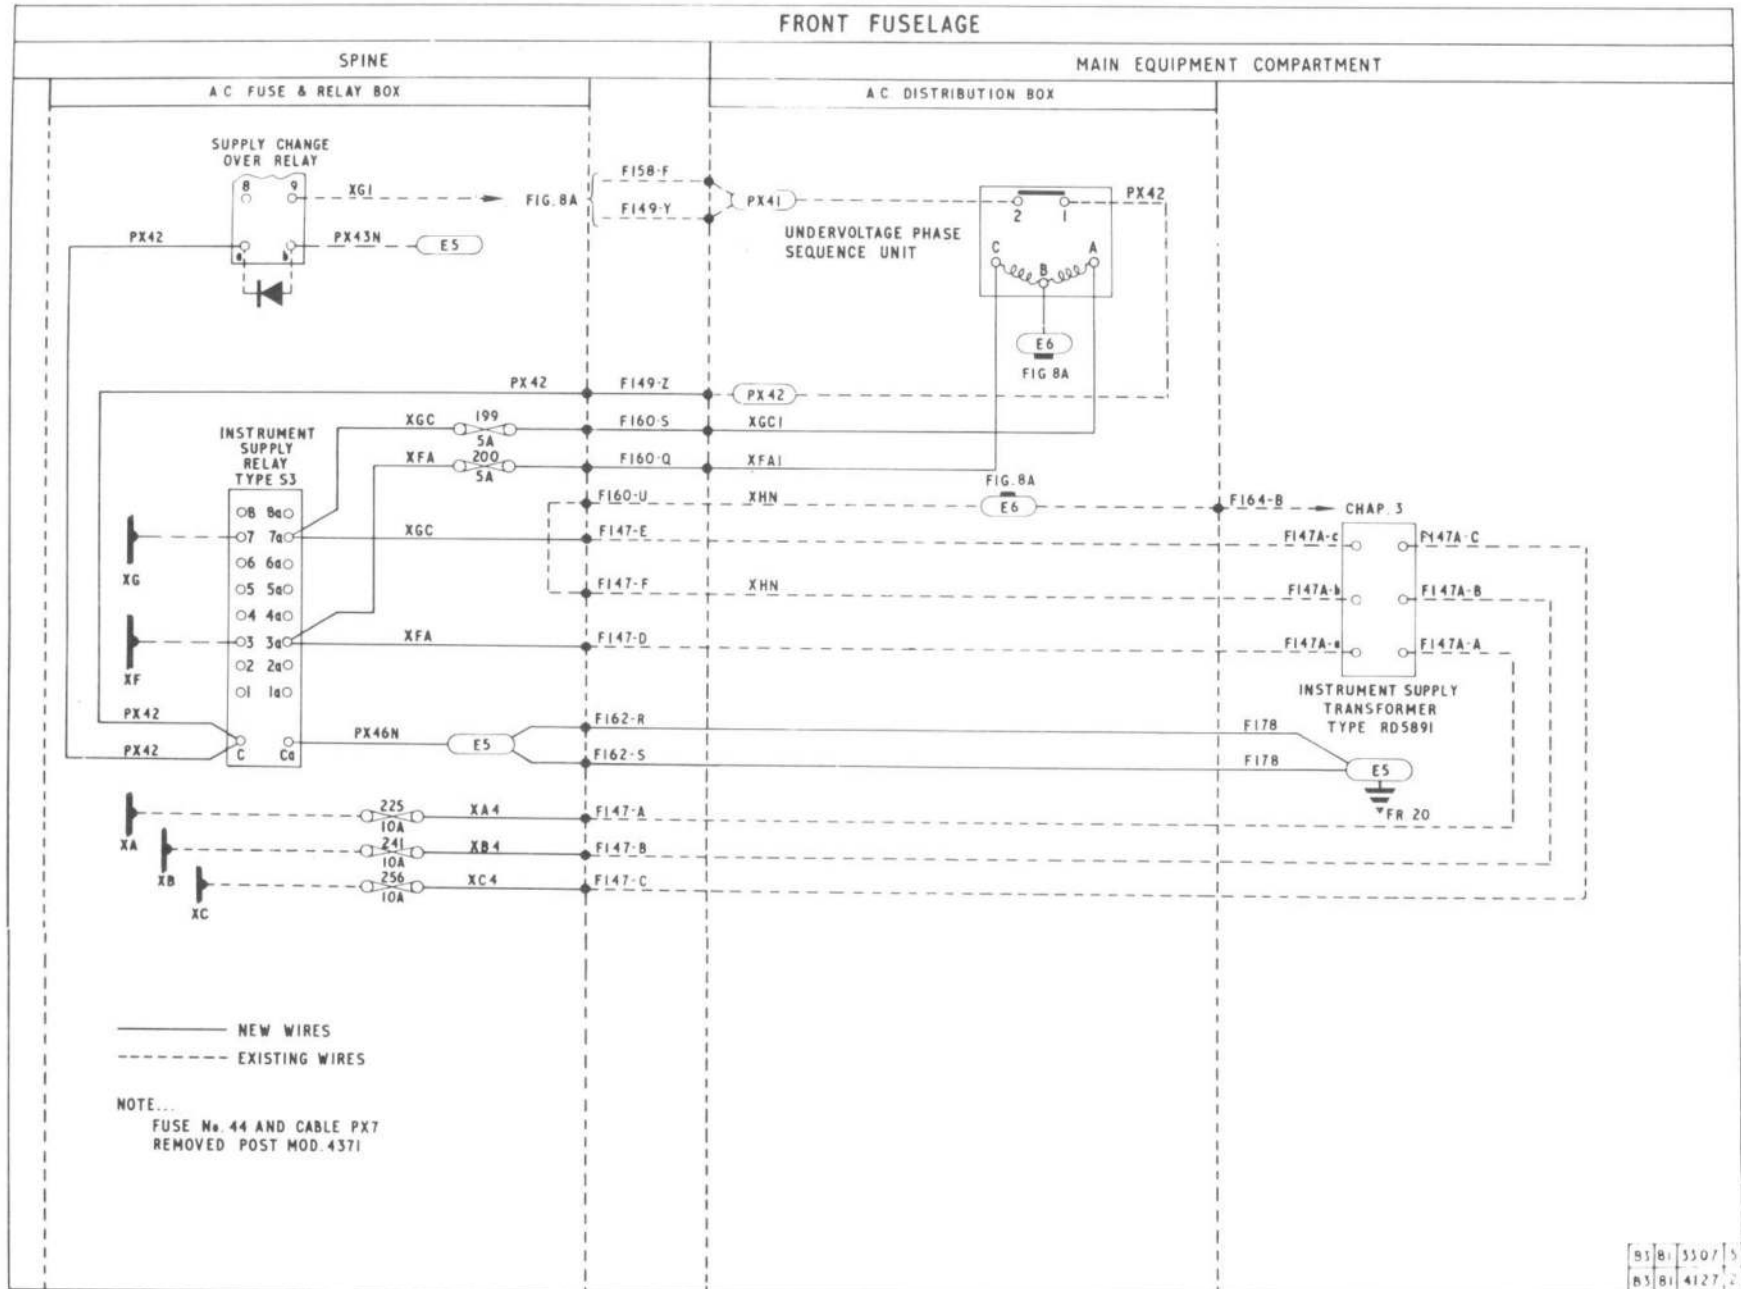 FRONT FUSELAGE
SPINE
MAIN EQUIPMENT COMPARTMENT
A.C. FUSE & RELAY BOX
A.C. DISTRIBUTION BOX
SUPPLY CHANGE
OVER RELAY
8 9
XG1
FIG. 8A
F158-F
F149-Y
PX41
2 1
PX42
UNDERVOLTAGE PHASE
SEQUENCE UNIT
C B A
E6
FIG 8A
PX42
a b
PX43N
E5
PX42
F149-Z
PX42
XGC
199
5A
F160-S
XGC1
XFA
200
5A
F160-Q
XFA1
INSTRUMENT
SUPPLY
RELAY
TYPE S3
F160-U
XHN
FIG. 8A
E6
F164-B
CHAP. 3
8 8a
7 7a
6 6a
5 5a
4 4a
3 3a
2 2a
1 1a
C Ca
XG
XF
XGC
F147-E
F147A-c
F147A-C
F147-F
XHN
F147A-b
F147A-B
XFA
F147-D
F147A-a
F147A-A
INSTRUMENT SUPPLY
TRANSFORMER
TYPE RD5891
PX42
PX42
PX46N
E5
F162-R
F178
F162-S
F178
E5
FR 20
XA
225
10A
XA4
F147-A
XB
241
10A
XB4
F147-B
XC
256
10A
XC4
F147-C
NEW WIRES
EXISTING WIRES
NOTE...
FUSE No. 44 AND CABLE PX7
REMOVED POST MOD. 4371
B3 81 3307 5
B3 81 4127 2